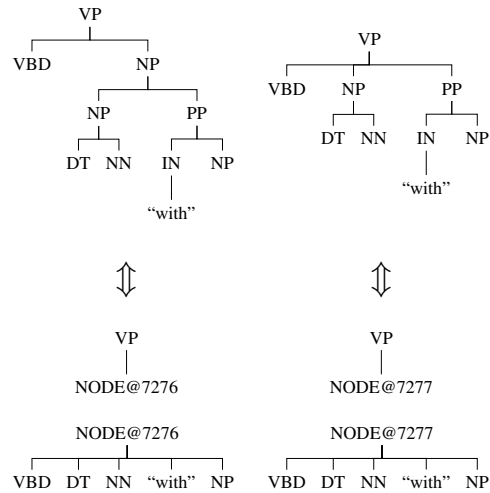 VP
VBD NP
NP PP
DT NN IN NP
“with”
VP
VBD NP PP
DT NN IN NP
“with”
⇕ ⇕
VP VP
NODE@7276 NODE@7277
NODE@7276 NODE@7277
VBD DT NN “with” NP VBD DT NN “with” NP